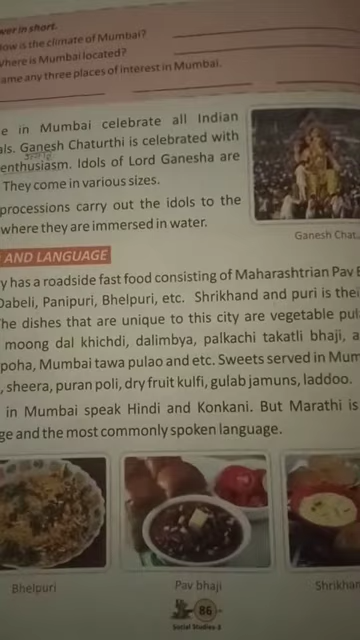 wer in short.
low is the climate of Mumbai?
Where is Mumbai located?
ame any three places of interest in Mumbai.
e in Mumbai celebrate all Indian
als. Ganesh Chaturthi is celebrated with
enthusiasm. Idols of Lord Ganesha are
They come in various sizes.
processions carry out the idols to the
where they are immersed in water.
Ganesh Chat
AND LANGUAGE
y has a roadside fast food consisting of Maharashtrian Pav B
Dabeli, Panipuri, Bhelpuri, etc. Shrikhand and puri is thei
he dishes that are unique to this city are vegetable pul
moong dal khichdi, dalimbya, palkachi takatli bhaji, a
poha, Mumbai tawa pulao and etc. Sweets served in Mum
, sheera, puran poli, dry fruit kulfi, gulab jamuns, laddoo.
in Mumbai speak Hindi and Konkani. But Marathi is
ge and the most commonly spoken language.
Bhelpuri
Pav bhaji
Shrikhan
86
Social Studies-3